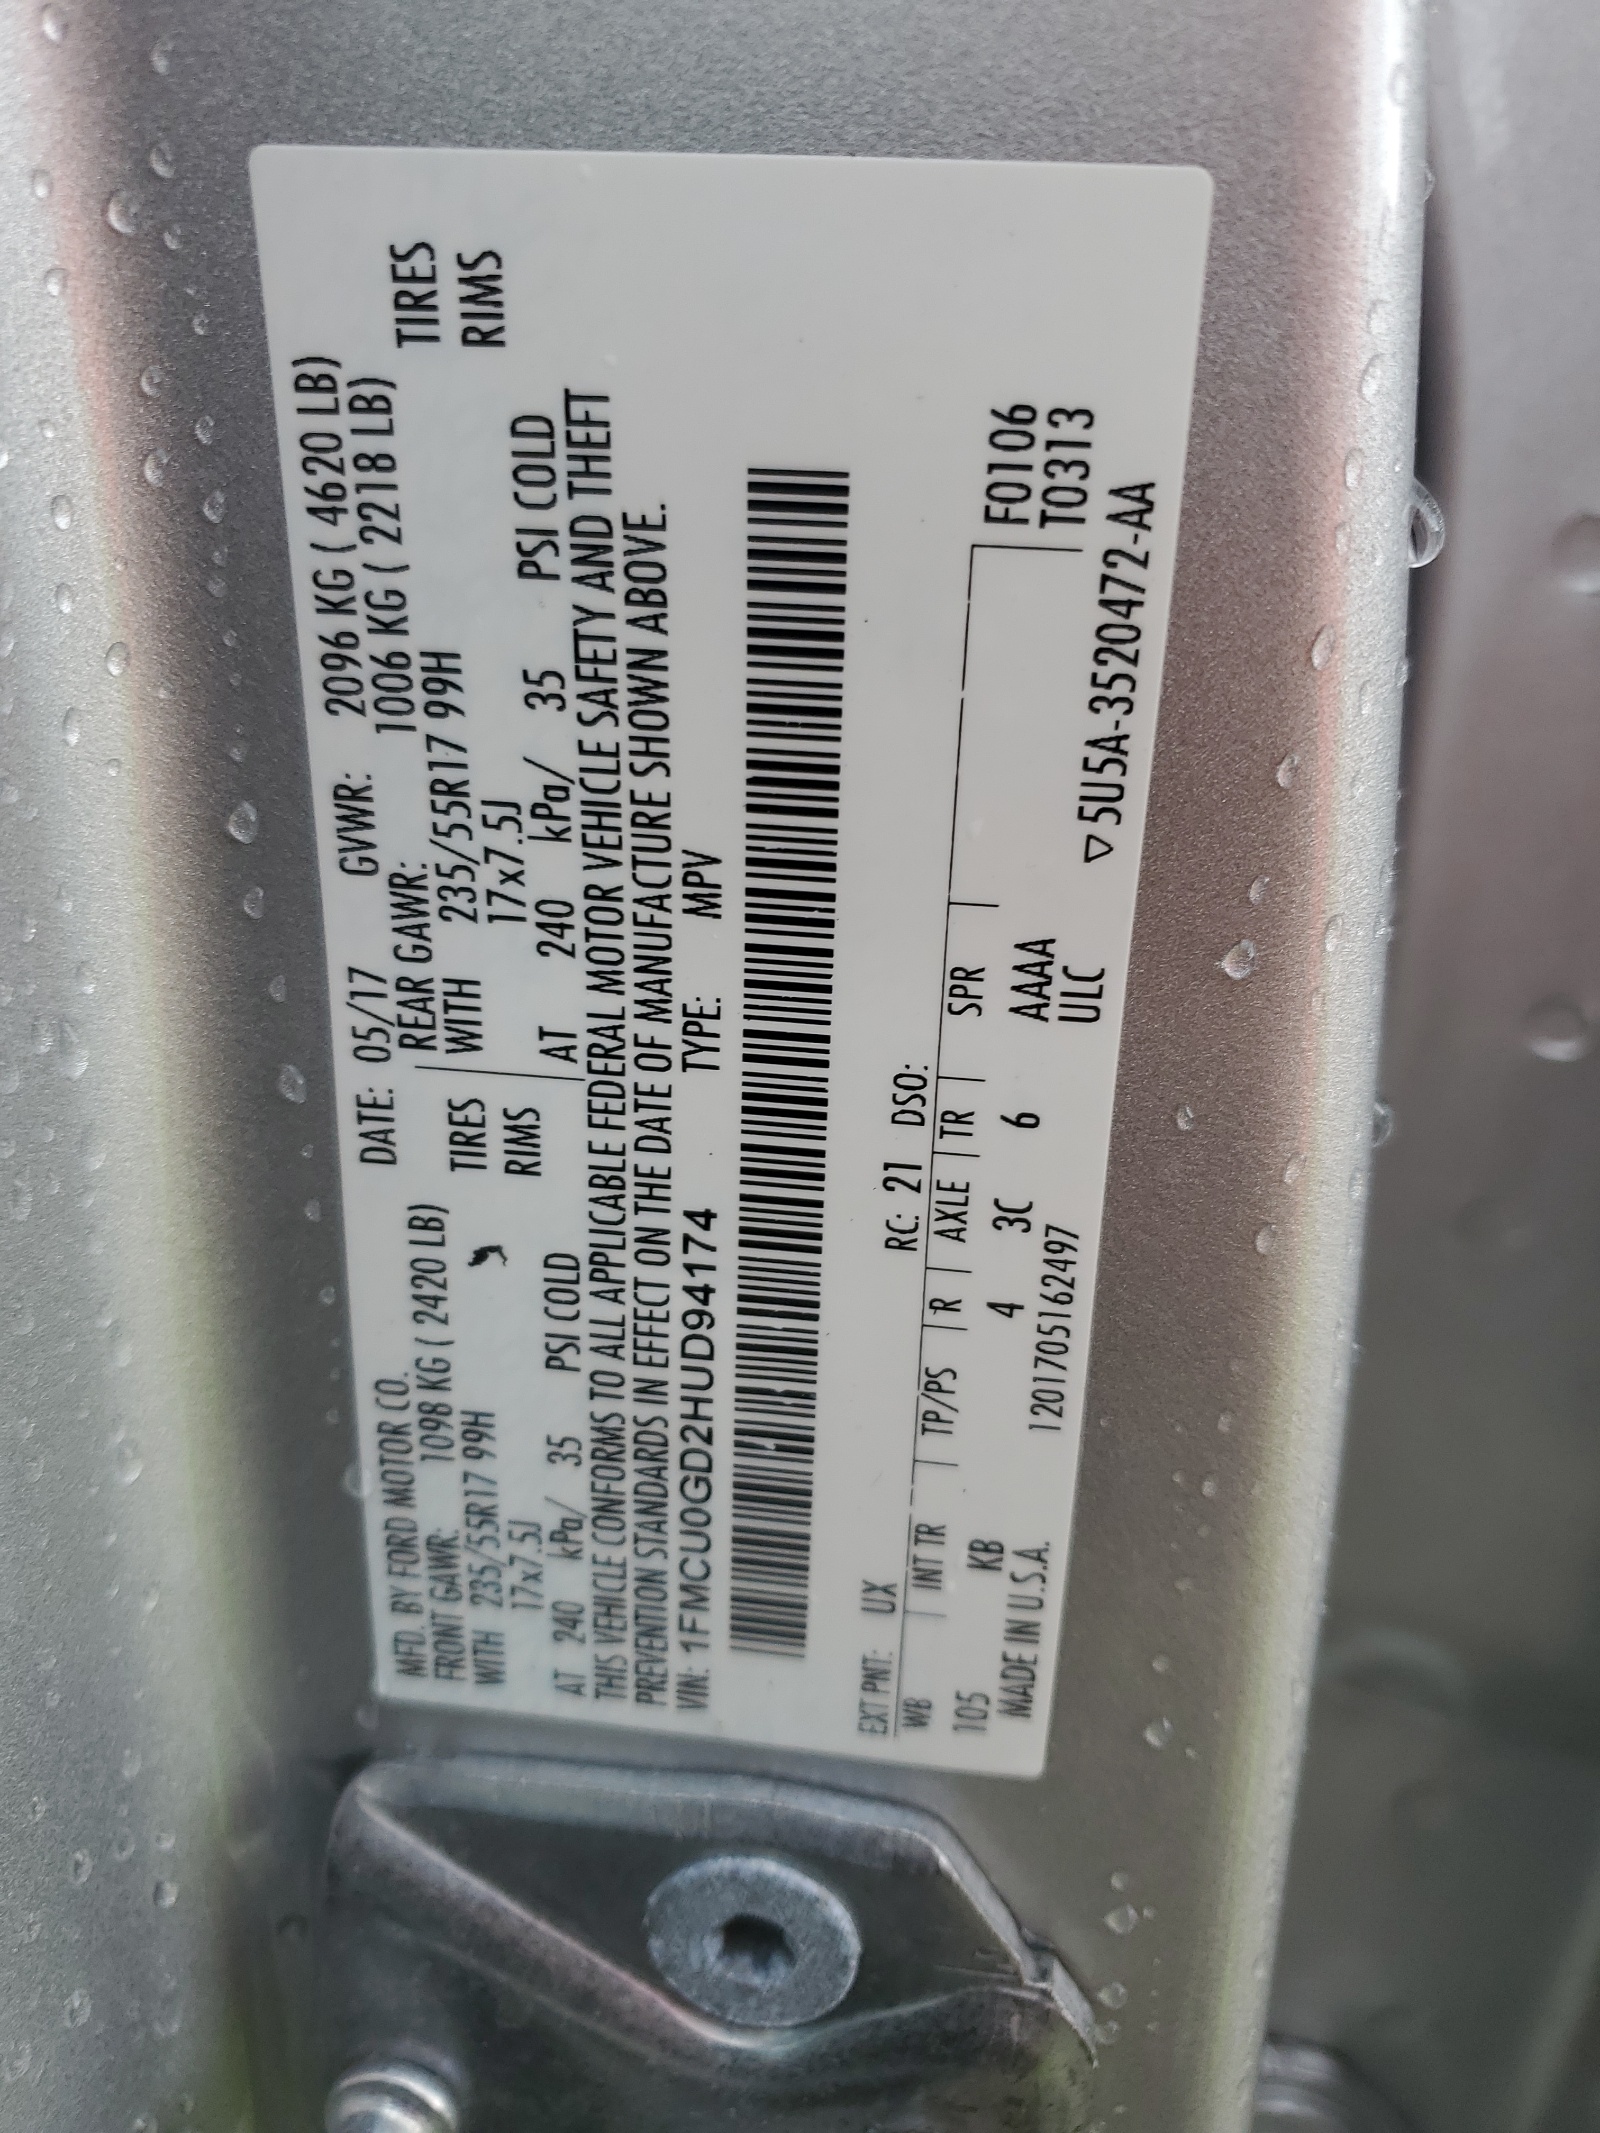 MFD. BY FORD MOTOR CO. DATE: 05/17 GVWR: 2096 KG ( 4620 LB)
FRONT GAWR: 1098 KG ( 2420 LB) REAR GAWR: 1006 KG ( 2218 LB)
WITH 235/55R17 99H TIRES WITH 235/55R17 99H TIRES
17x7.5J RIMS 17x7.5J RIMS
AT 240 kPa/ 35 PSI COLD AT 240 kPa/ 35 PSI COLD
THIS VEHICLE CONFORMS TO ALL APPLICABLE FEDERAL MOTOR VEHICLE SAFETY AND THEFT
PREVENTION STANDARDS IN EFFECT ON THE DATE OF MANUFACTURE SHOWN ABOVE.
VIN: 1FMCU0GD2HUD94174 TYPE: MPV
EXT PNT: UX RC: 21 DSO:
WB INT TR TP/PS R AXLE TR SPR
105 KB 4 3C 6 AAAA F0106
MADE IN U.S.A. 1201705162497 ULC T0313
▽5U5A-3520472-AA